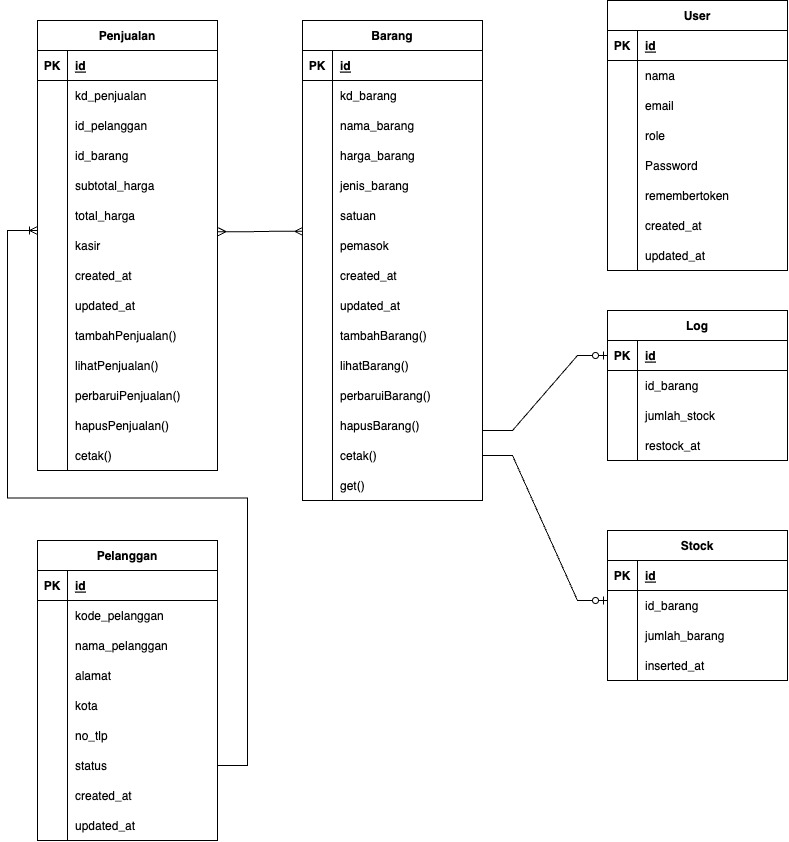 Penjualan
PK id
kd_penjualan
id_pelanggan
id_barang
subtotal_harga
total_harga
kasir
created_at
updated_at
tambahPenjualan()
lihatPenjualan()
perbaruiPenjualan()
hapusPenjualan()
cetak()
Barang
PK id
kd_barang
nama_barang
harga_barang
jenis_barang
satuan
pemasok
created_at
updated_at
tambahBarang()
lihatBarang()
perbaruiBarang()
hapusBarang()
cetak()
get()
User
PK id
nama
email
role
Password
remembertoken
created_at
updated_at
Log
PK id
id_barang
jumlah_stock
restock_at
Pelanggan
PK id
kode_pelanggan
nama_pelanggan
alamat
kota
no_tlp
status
created_at
updated_at
Stock
PK id
id_barang
jumlah_barang
inserted_at